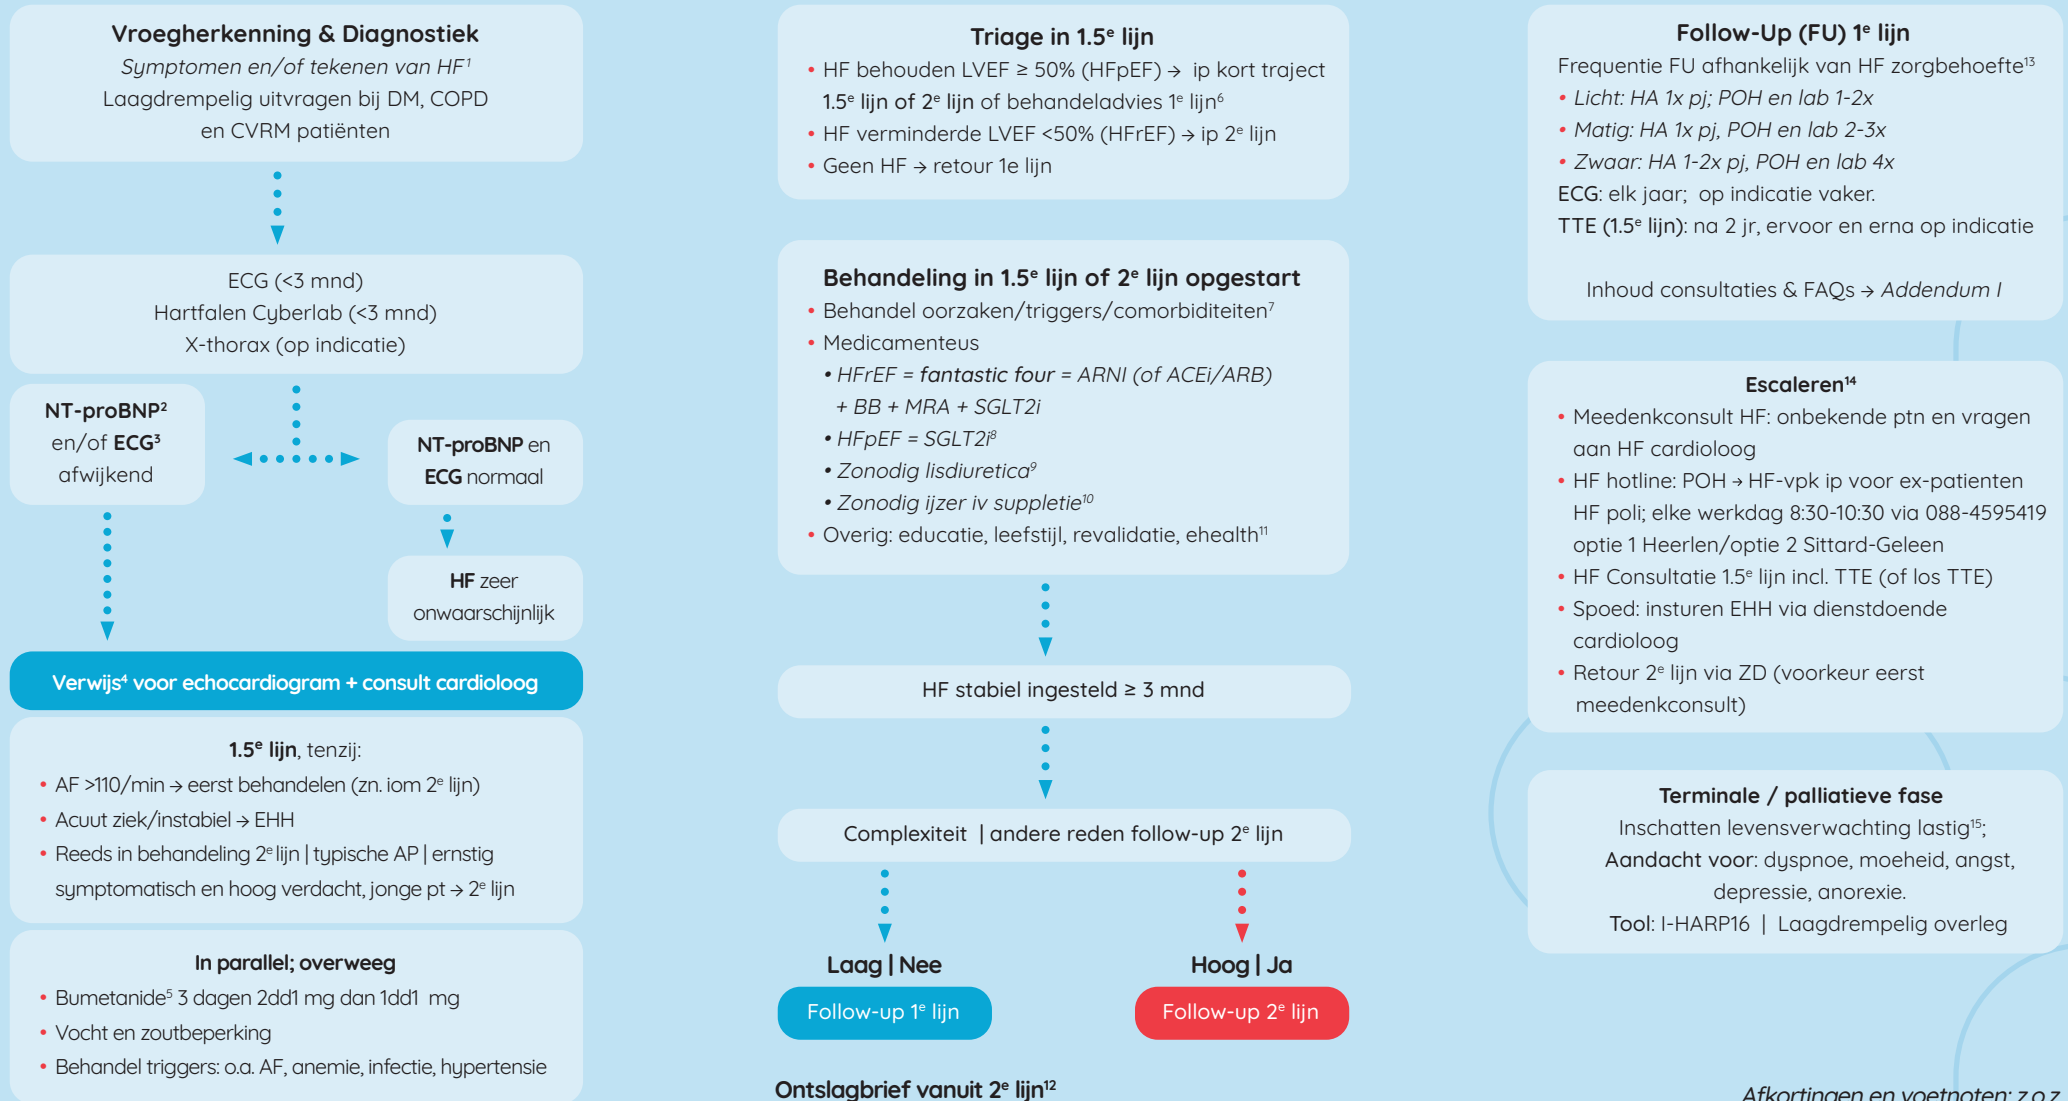 Vroegherkenning & Diagnostiek
Symptomen en/of tekenen van HF¹
Laagdrempelig uitvragen bij DM, COPD
en CVRM patiënten
ECG (<3 mnd)
Hartfalen Cyberlab (<3 mnd)
X-thorax (op indicatie)
NT-proBNP²
en/of ECG³
afwijkend
NT-proBNP en
ECG normaal
HF zeer
onwaarschijnlijk
Verwijs⁴ voor echocardiogram + consult cardioloog
1.5ᵉ lijn, tenzij:
• AF >110/min → eerst behandelen (zn. iom 2ᵉ lijn)
• Acuut ziek/instabiel → EHH
• Reeds in behandeling 2ᵉ lijn | typische AP | ernstig
symptomatisch en hoog verdacht, jonge pt → 2ᵉ lijn
In parallel; overweeg
• Bumetanide⁵ 3 dagen 2dd1 mg dan 1dd1 mg
• Vocht en zoutbeperking
• Behandel triggers: o.a. AF, anemie, infectie, hypertensie
Triage in 1.5ᵉ lijn
• HF behouden LVEF ≥ 50% (HFpEF) → ip kort traject
1.5ᵉ lijn of 2ᵉ lijn of behandeladvies 1ᵉ lijn⁶
• HF verminderde LVEF <50% (HFrEF) → ip 2ᵉ lijn
• Geen HF → retour 1e lijn
Behandeling in 1.5ᵉ lijn of 2ᵉ lijn opgestart
• Behandel oorzaken/triggers/comorbiditeiten⁷
• Medicamenteus
• HFrEF = fantastic four = ARNI (of ACEi/ARB)
+ BB + MRA + SGLT2i
• HFpEF = SGLT2i⁸
• Zonodig lisdiuretica⁹
• Zonodig ijzer iv suppletie¹⁰
• Overig: educatie, leefstijl, revalidatie, ehealth¹¹
HF stabiel ingesteld ≥ 3 mnd
Complexiteit | andere reden follow-up 2ᵉ lijn
Laag | Nee
Hoog | Ja
Follow-up 1ᵉ lijn
Follow-up 2ᵉ lijn
Ontslagbrief vanuit 2ᵉ lijn¹²
Follow-Up (FU) 1ᵉ lijn
Frequentie FU afhankelijk van HF zorgbehoefte¹³
• Licht: HA 1x pj; POH en lab 1-2x
• Matig: HA 1x pj, POH en lab 2-3x
• Zwaar: HA 1-2x pj, POH en lab 4x
ECG: elk jaar; op indicatie vaker.
TTE (1.5ᵉ lijn): na 2 jr, ervoor en erna op indicatie
Inhoud consultaties & FAQs → Addendum I
Escaleren¹⁴
• Meedenkconsult HF: onbekende ptn en vragen
aan HF cardioloog
• HF hotline: POH → HF-vpk ip voor ex-patienten
HF poli; elke werkdag 8:30-10:30 via 088-4595419
optie 1 Heerlen/optie 2 Sittard-Geleen
• HF Consultatie 1.5ᵉ lijn incl. TTE (of los TTE)
• Spoed: insturen EHH via dienstdoende
cardioloog
• Retour 2ᵉ lijn via ZD (voorkeur eerst
meedenkconsult)
Terminale / palliatieve fase
Inschatten levensverwachting lastig¹⁵;
Aandacht voor: dyspnoe, moeheid, angst,
depressie, anorexie.
Tool: I-HARP16 | Laagdrempelig overleg
Afkortingen en voetnoten: z.o.z